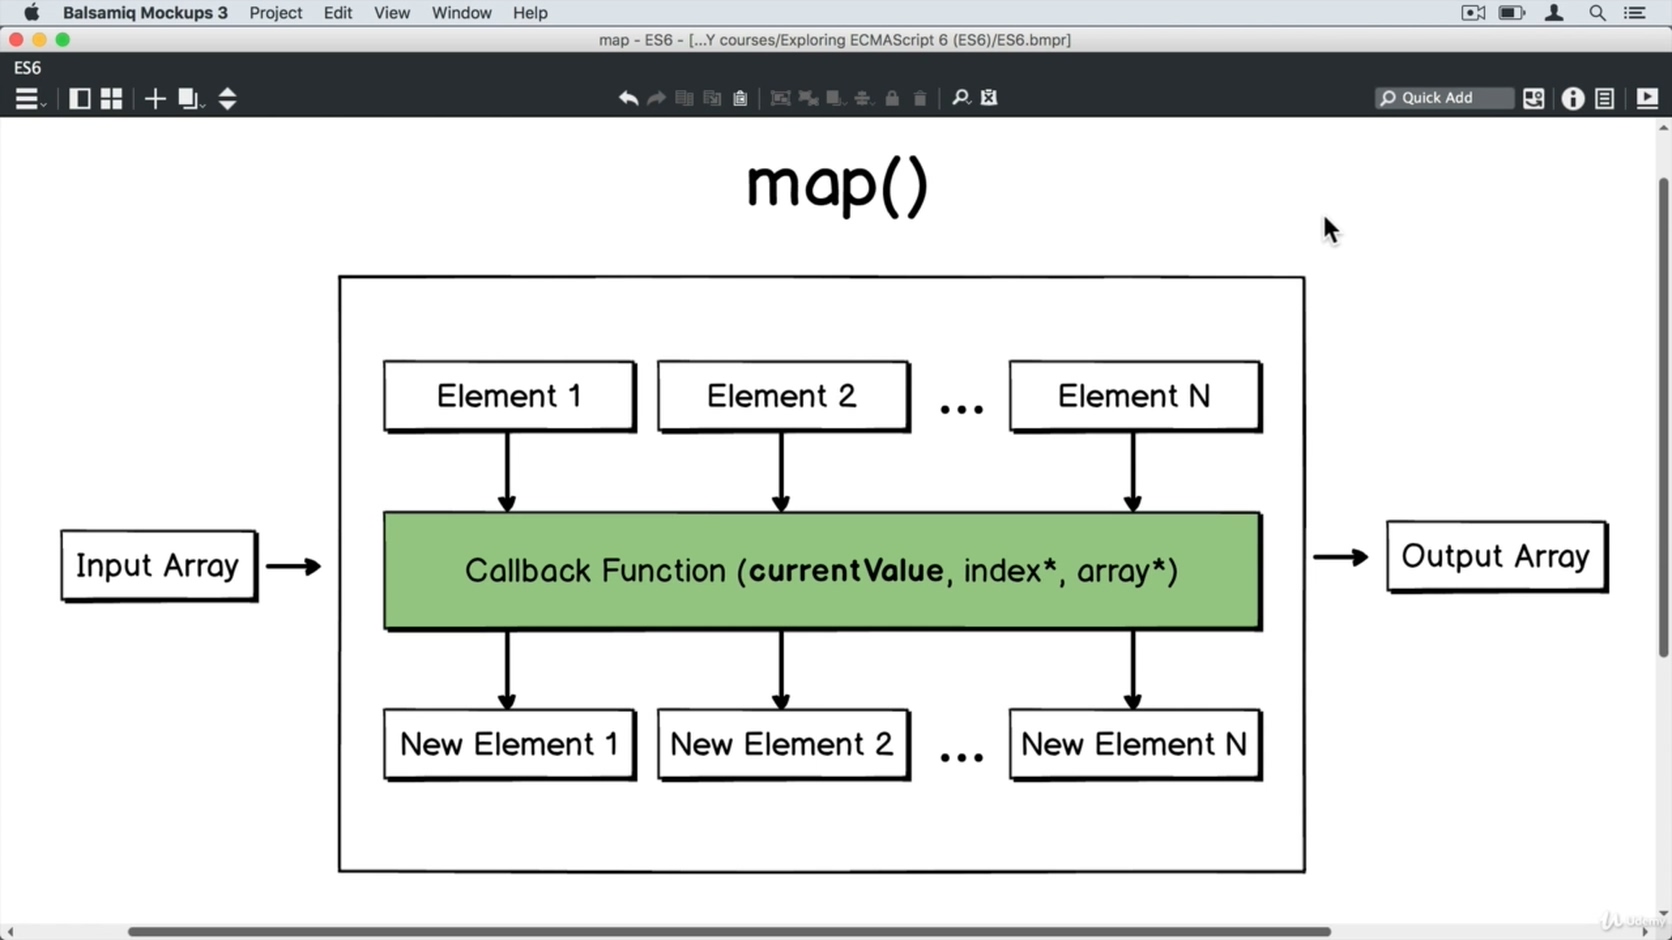 Balsamiq Mockups 3 Project Edit View Window Help
map - ES6 - [...Y courses/Exploring ECMAScript 6 (ES6)/ES6.bmpr]
ES6
Quick Add
map()
Element 1 Element 2 ... Element N
Input Array
Callback Function (currentValue, index*, array*)
Output Array
New Element 1 New Element 2 ... New Element N
Udemy